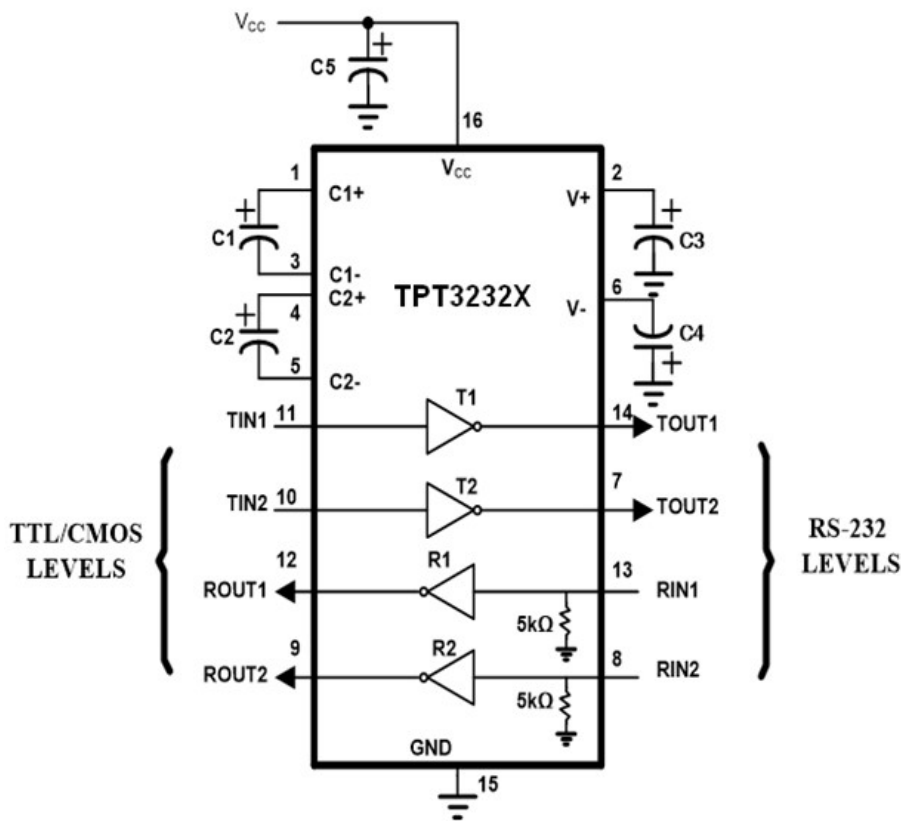 VCC
+
C5
16
VCC
1
C1+
+
C1
3
C1-
C2+
4
+
C2
5
C2-
2
V+
+
C3
6
V-
C4
+
TPT3232X
TIN1
11
T1
14
TOUT1
TIN2
10
T2
7
TOUT2
TTL/CMOS
LEVELS
RS-232
LEVELS
12
ROUT1
R1
13
RIN1
5kΩ
9
ROUT2
R2
8
RIN2
5kΩ
GND
15